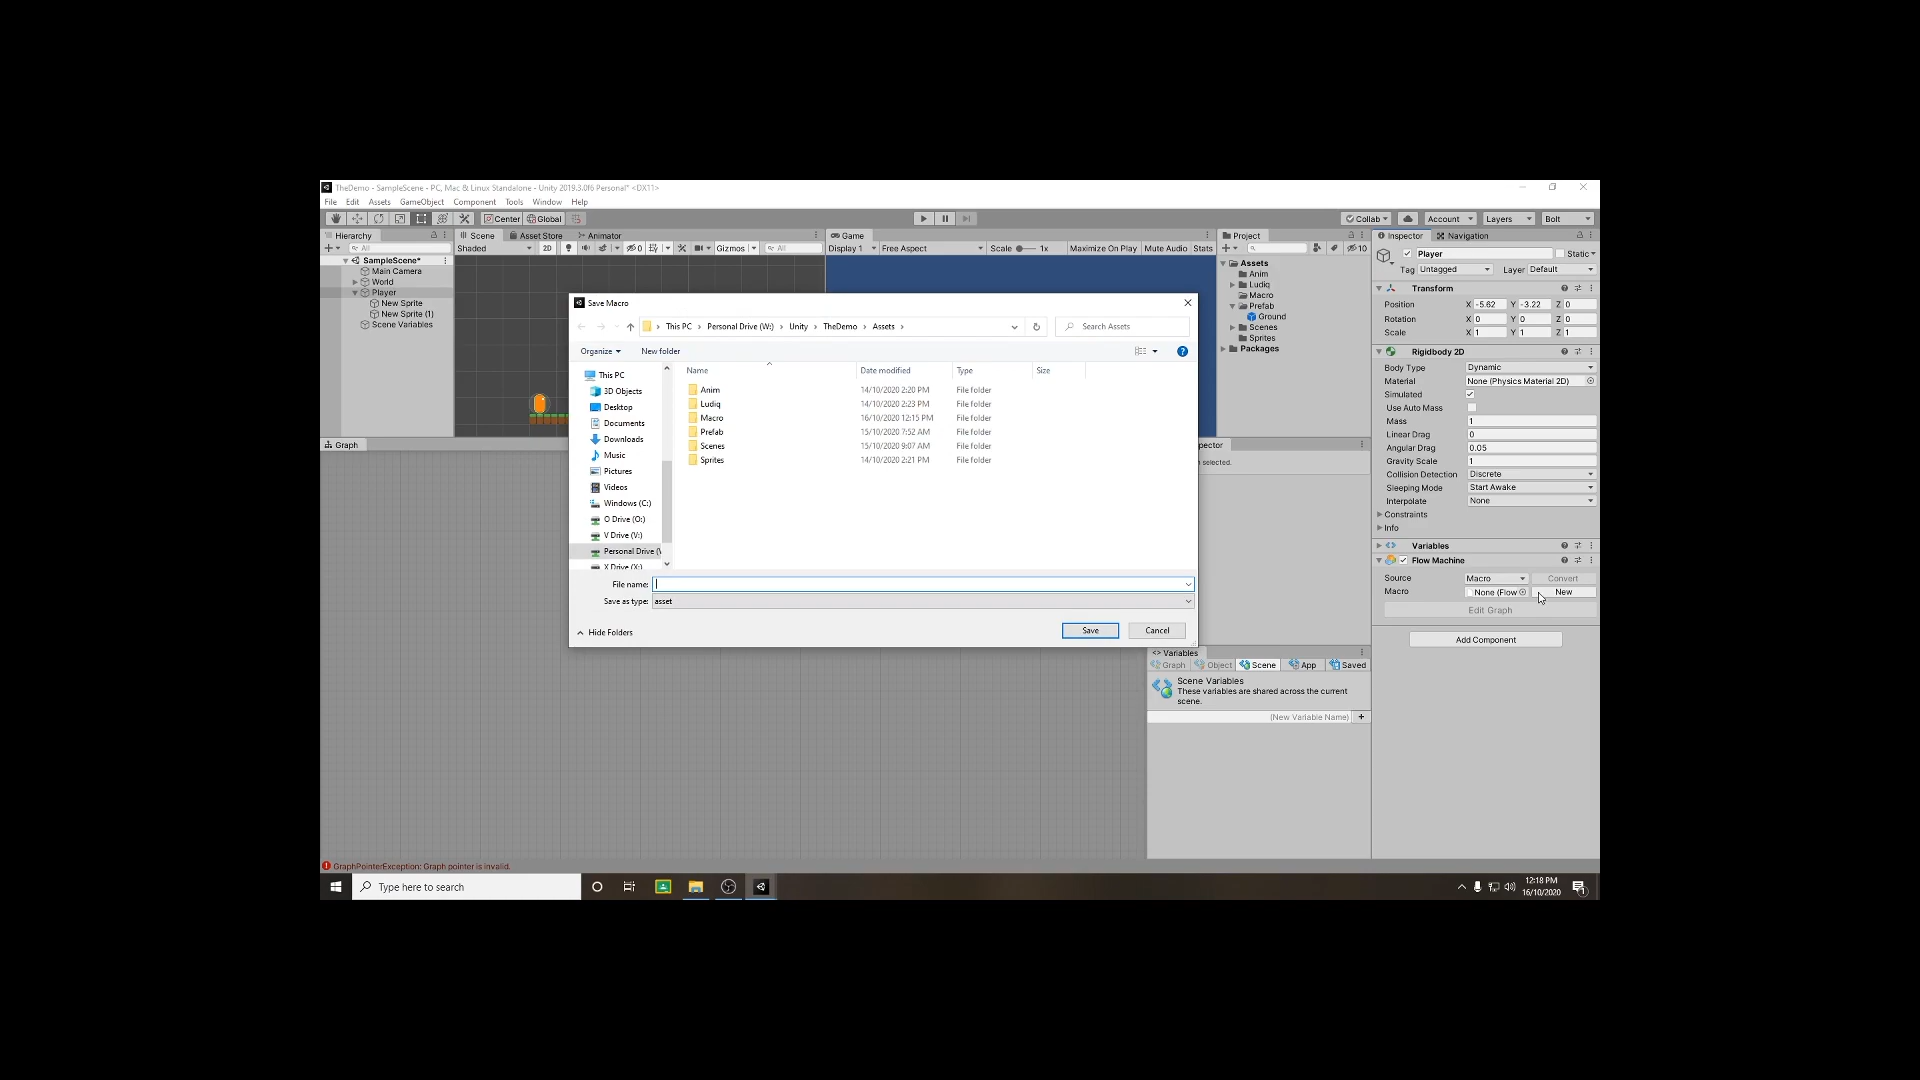 TheDemo - SampleScene - PC, Mac & Linux Standalone - Unity 2019.3.0f6 Personal* <DX11>
File Edit Assets GameObject Component Tools Window Help
Center Global Collab Account Layers Bolt
Hierarchy
All
SampleScene*
Main Camera
World
Player
New Sprite
New Sprite (1)
Scene Variables
Scene Asset Store Animator
Shaded 2D 0 Gizmos All
Game
Display 1 Free Aspect Scale 1x Maximize On Play Mute Audio Stats
Project
10
Assets
Anim
Ludiq
Macro
Prefab
Ground
Scenes
Sprites
Packages
Inspector Navigation
Player Static
Tag Untagged Layer Default
Transform
Position X -5.62 Y -3.22 Z 0
Rotation X 0 Y 0 Z 0
Scale X 1 Y 1 Z 1
Rigidbody 2D
Body Type Dynamic
Material None (Physics Material 2D)
Simulated
Use Auto Mass
Mass 1
Linear Drag 0
Angular Drag 0.05
Gravity Scale 1
Collision Detection Discrete
Sleeping Mode Start Awake
Interpolate None
Constraints
Info
Variables
Flow Machine
Source Macro Convert
Macro None (Flow New
Edit Graph
Add Component
Save Macro
This PC › Personal Drive (W:) › Unity › TheDemo › Assets ›
Search Assets
Organize New folder
This PC
3D Objects
Desktop
Documents
Downloads
Music
Pictures
Videos
Windows (C:)
O Drive (O:)
V Drive (V:)
Personal Drive (
X Drive (X:)
Name Date modified Type Size
Anim 14/10/2020 2:20 PM File folder
Ludiq 14/10/2020 2:23 PM File folder
Macro 16/10/2020 12:15 PM File folder
Prefab 15/10/2020 7:52 AM File folder
Scenes 15/10/2020 9:07 AM File folder
Sprites 14/10/2020 2:21 PM File folder
File name:
Save as type: asset
Hide Folders
Save Cancel
Graph
pector
selected.
<> Variables
Graph Object Scene App Saved
Scene Variables
These variables are shared across the current
scene.
(New Variable Name) +
GraphPointerException: Graph pointer is invalid.
Type here to search
12:18 PM
16/10/2020
1